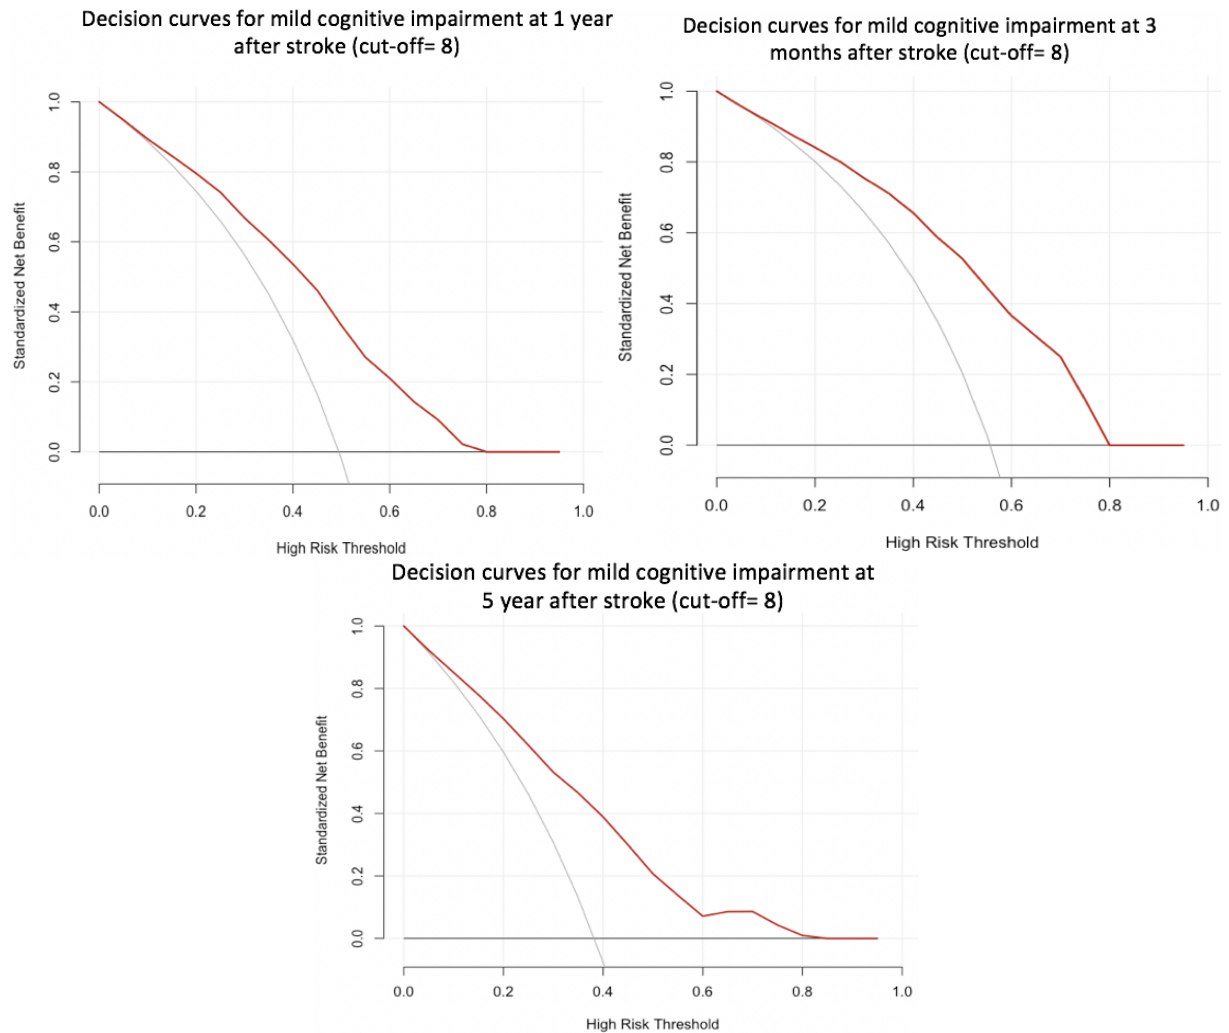 Decision curves for mild cognitive impairment at 1 year
after stroke (cut-off= 8)
1.0
0.8
0.6
0.4
0.2
0.0
Standardized Net Benefit
0.0 0.2 0.4 0.6 0.8 1.0
High Risk Threshold
Decision curves for mild cognitive impairment at 3
months after stroke (cut-off= 8)
1.0
0.8
0.6
0.4
0.2
0.0
Standardized Net Benefit
0.0 0.2 0.4 0.6 0.8 1.0
High Risk Threshold
Decision curves for mild cognitive impairment at
5 year after stroke (cut-off= 8)
1.0
0.8
0.6
0.4
0.2
0.0
Standardized Net Benefit
0.0 0.2 0.4 0.6 0.8 1.0
High Risk Threshold